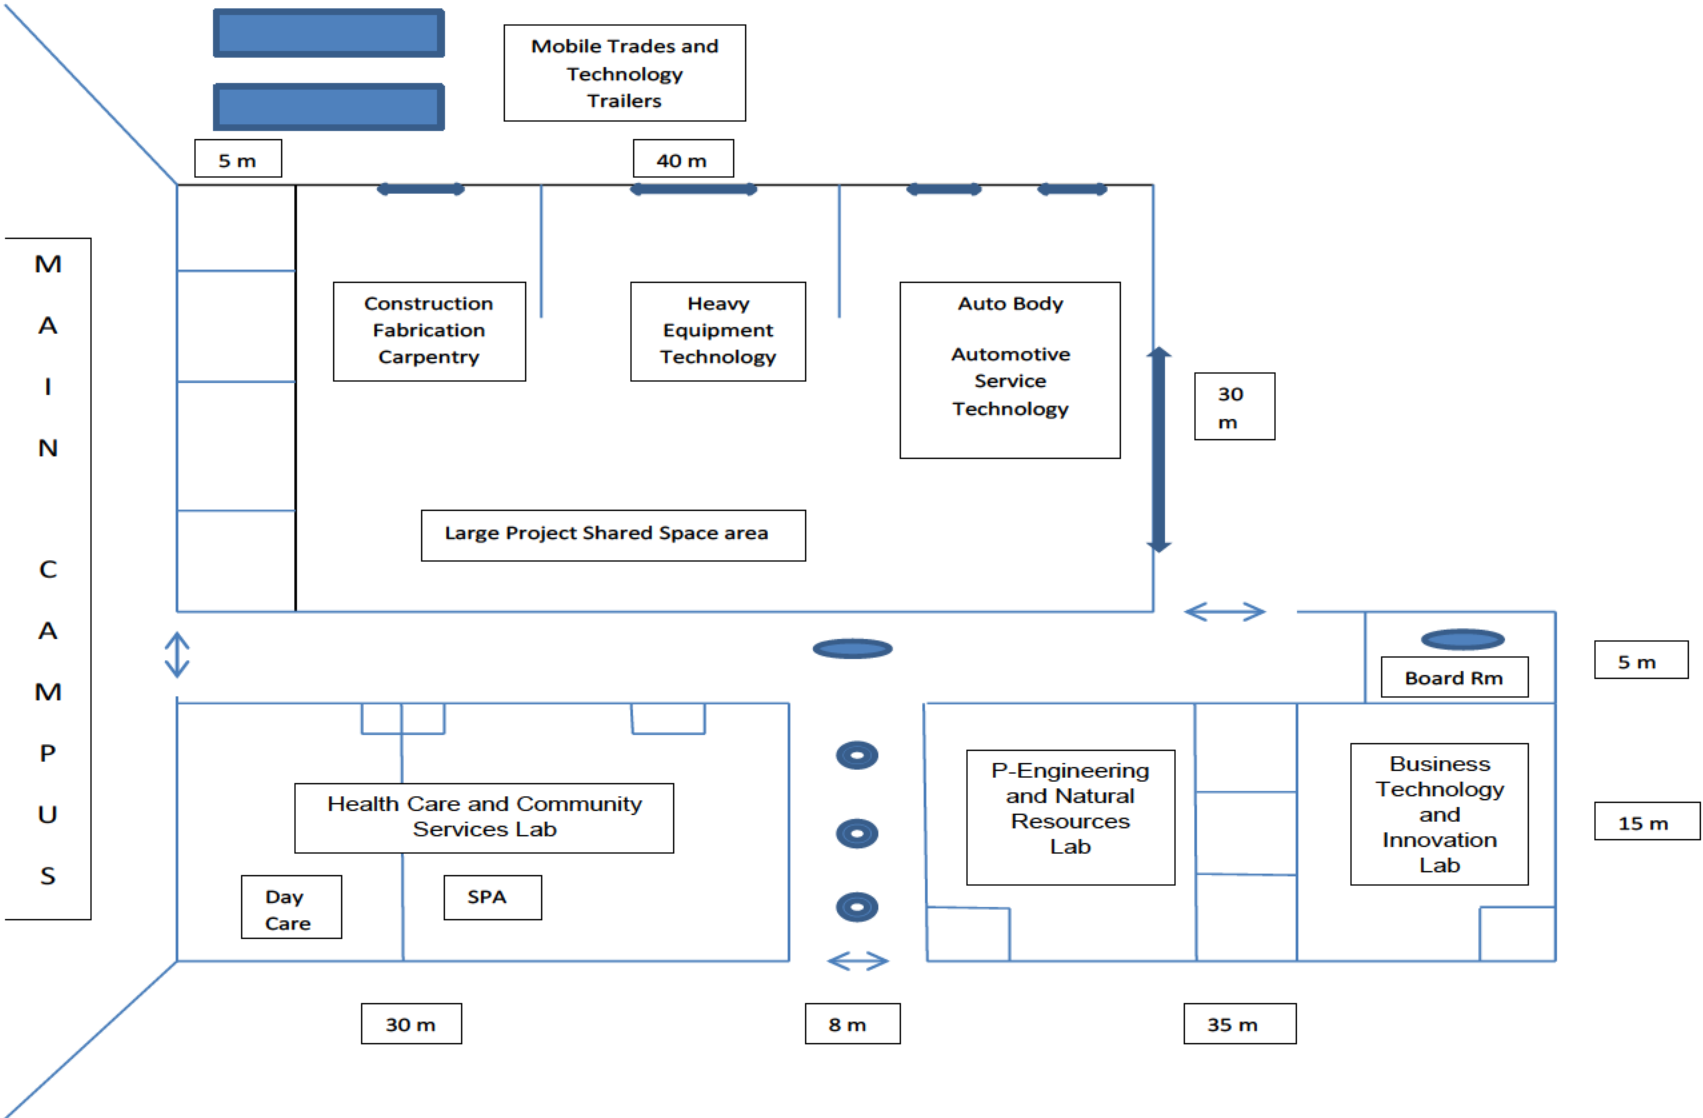 Mobile Trades and
Technology
Trailers
5 m
40 m
M
A
I
N
C
A
M
P
U
S
Construction
Fabrication
Carpentry
Heavy
Equipment
Technology
Auto Body
Automotive
Service
Technology
30
m
Large Project Shared Space area
Board Rm
5 m
Health Care and Community
Services Lab
Day
Care
SPA
P-Engineering
and Natural
Resources
Lab
Business
Technology
and
Innovation
Lab
15 m
30 m
8 m
35 m